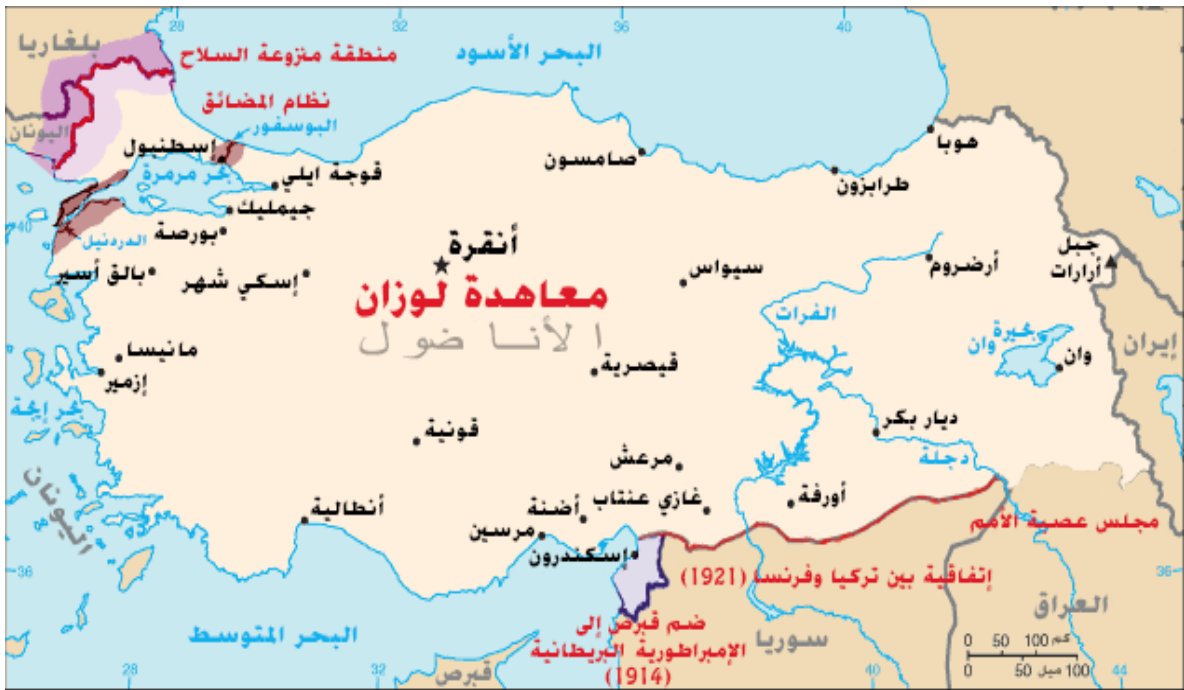 28
32
36
40
بلغاريا
منطقة منزوعة السلاح
البحر الأسود
نظام المضائق
اليونان
البوسفور
إسطنبول
بحر مرمرة
قوجة ايلي
صامسون
هوبا
طرابزون
جيمليك
40
بورصة
الدردنيل
أنقرة
جبل
أرارات
بالق أسير
إسكي شهر
سيواس
أرضروم
معاهدة لوزان
الفرات
الأناضول
بحيرة
وان
إيران
مانيسا
إزمير
قيصرية
وان
بحر إيجة
قونية
ديار بكر
دجلة
مرعش
اليونان
أنطالية
أضنة
غازي عنتاب
أورفة
مجلس عصبة الأمم
مرسين
إسكندرون
36
إتفاقية بين تركيا وفرنسا (1921)
36
العراق
ضم قبرص إلى
الإمبراطورية البريطانية
(1914)
البحر المتوسط
سوريا
قبرص
0 50 100 كم
0 50 100 ميل
28
32
40
44